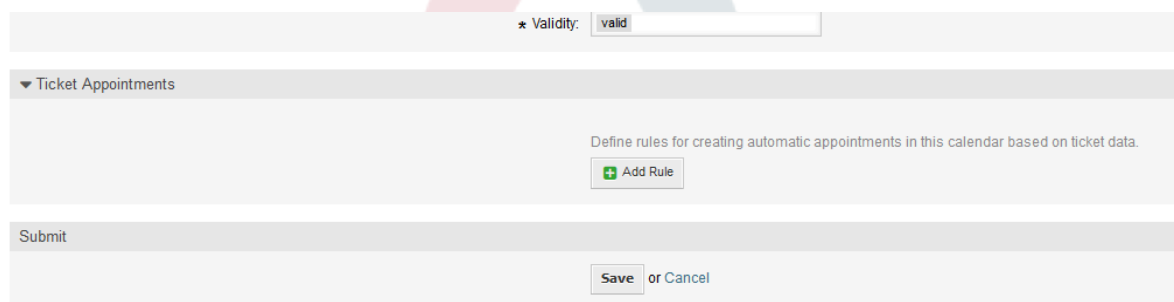 ★ Validity: valid
Ticket Appointments
Define rules for creating automatic appointments in this calendar based on ticket data.
Add Rule
Submit
Save or Cancel